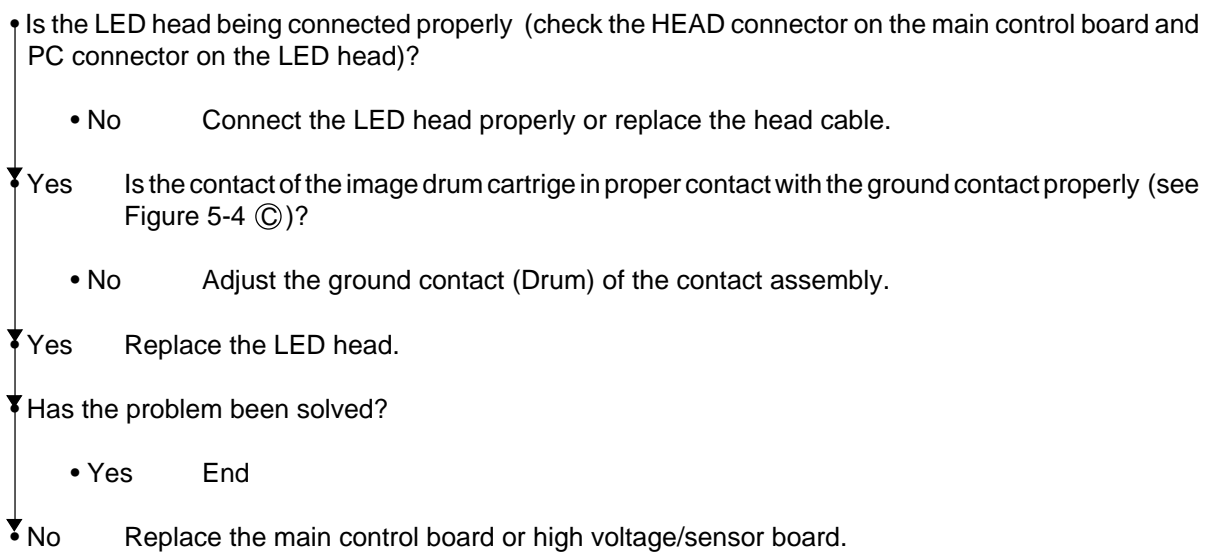 • Is the LED head being connected properly (check the HEAD connector on the main control board and
PC connector on the LED head)?
• No Connect the LED head properly or replace the head cable.
• Yes Is the contact of the image drum cartrige in proper contact with the ground contact properly (see
Figure 5-4 Ⓒ)?
• No Adjust the ground contact (Drum) of the contact assembly.
• Yes Replace the LED head.
• Has the problem been solved?
• Yes End
• No Replace the main control board or high voltage/sensor board.